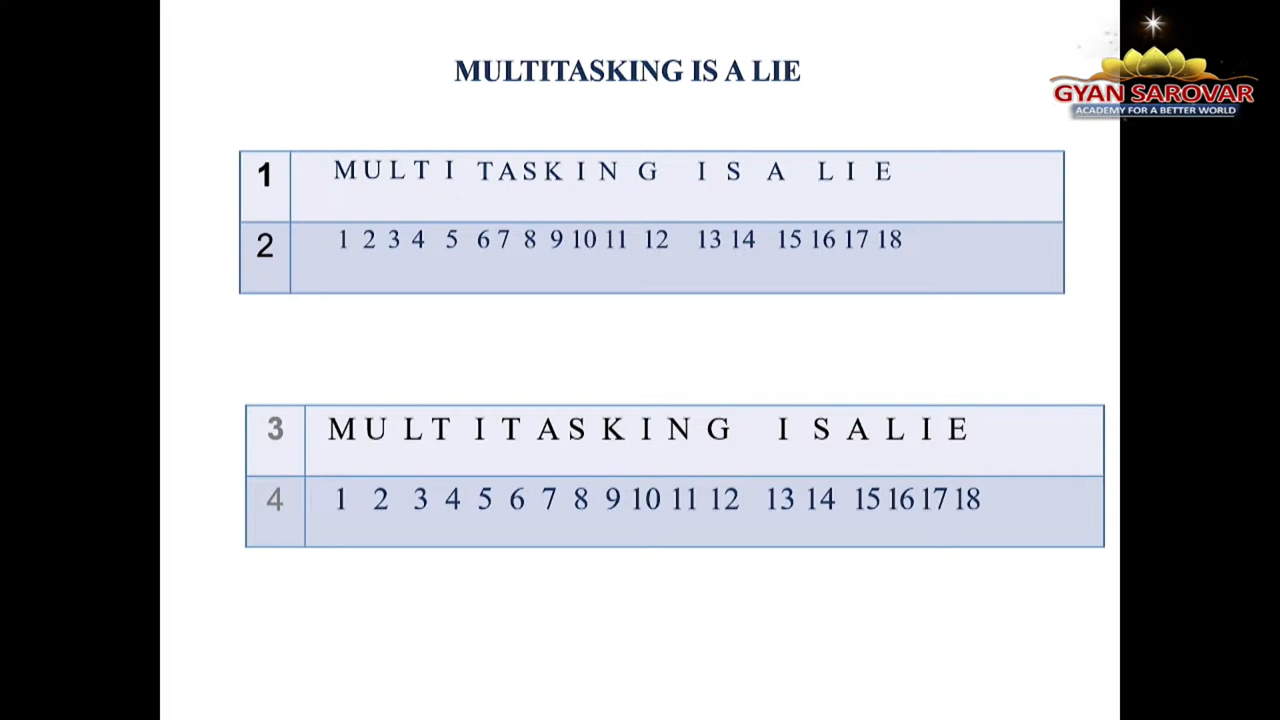 MULTITASKING IS A LIE
GYAN SAROVAR
ACADEMY FOR A BETTER WORLD
1 M U L T I T A S K I N G I S A L I E
2 1 2 3 4 5 6 7 8 9 10 11 12 13 14 15 16 17 18
3 M U L T I T A S K I N G I S A L I E
4 1 2 3 4 5 6 7 8 9 10 11 12 13 14 15 16 17 18